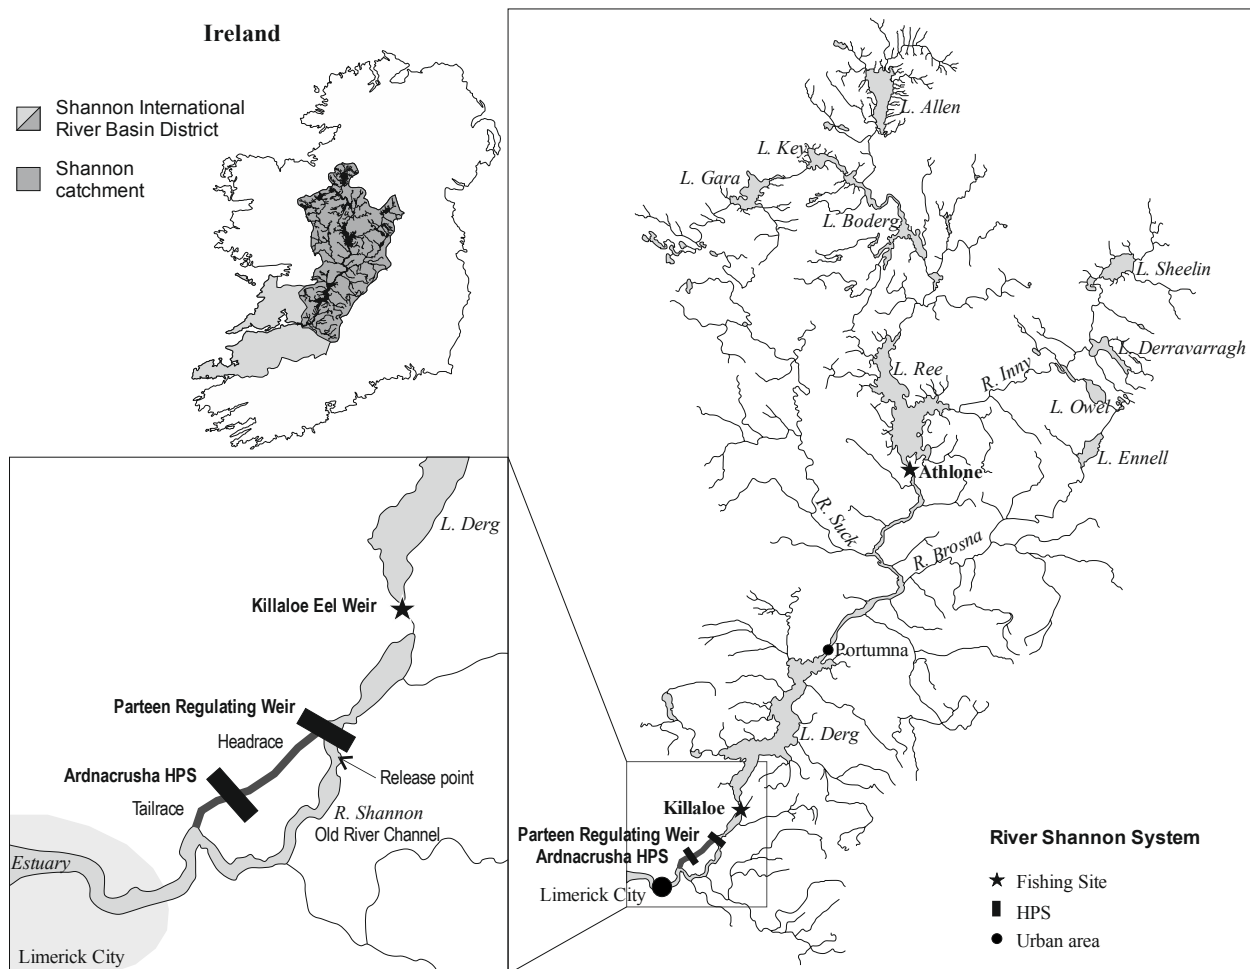 Ireland
Shannon International
River Basin District
Shannon
catchment
L. Allen
L. Key
L. Gara
L. Boderg
L. Sheelin
L. Derravarragh
L. Ree
R. Inny
L. Owel
L. Ennell
Athlone
R. Suck
R. Brosna
Portumna
L. Derg
Killaloe
Parteen Regulating Weir
Ardnacrusha HPS
Limerick City
River Shannon System
Fishing Site
HPS
Urban area
L. Derg
Killaloe Eel Weir
Parteen Regulating Weir
Headrace
Ardnacrusha HPS
Release point
Tailrace
R. Shannon
Old River Channel
Estuary
Limerick City